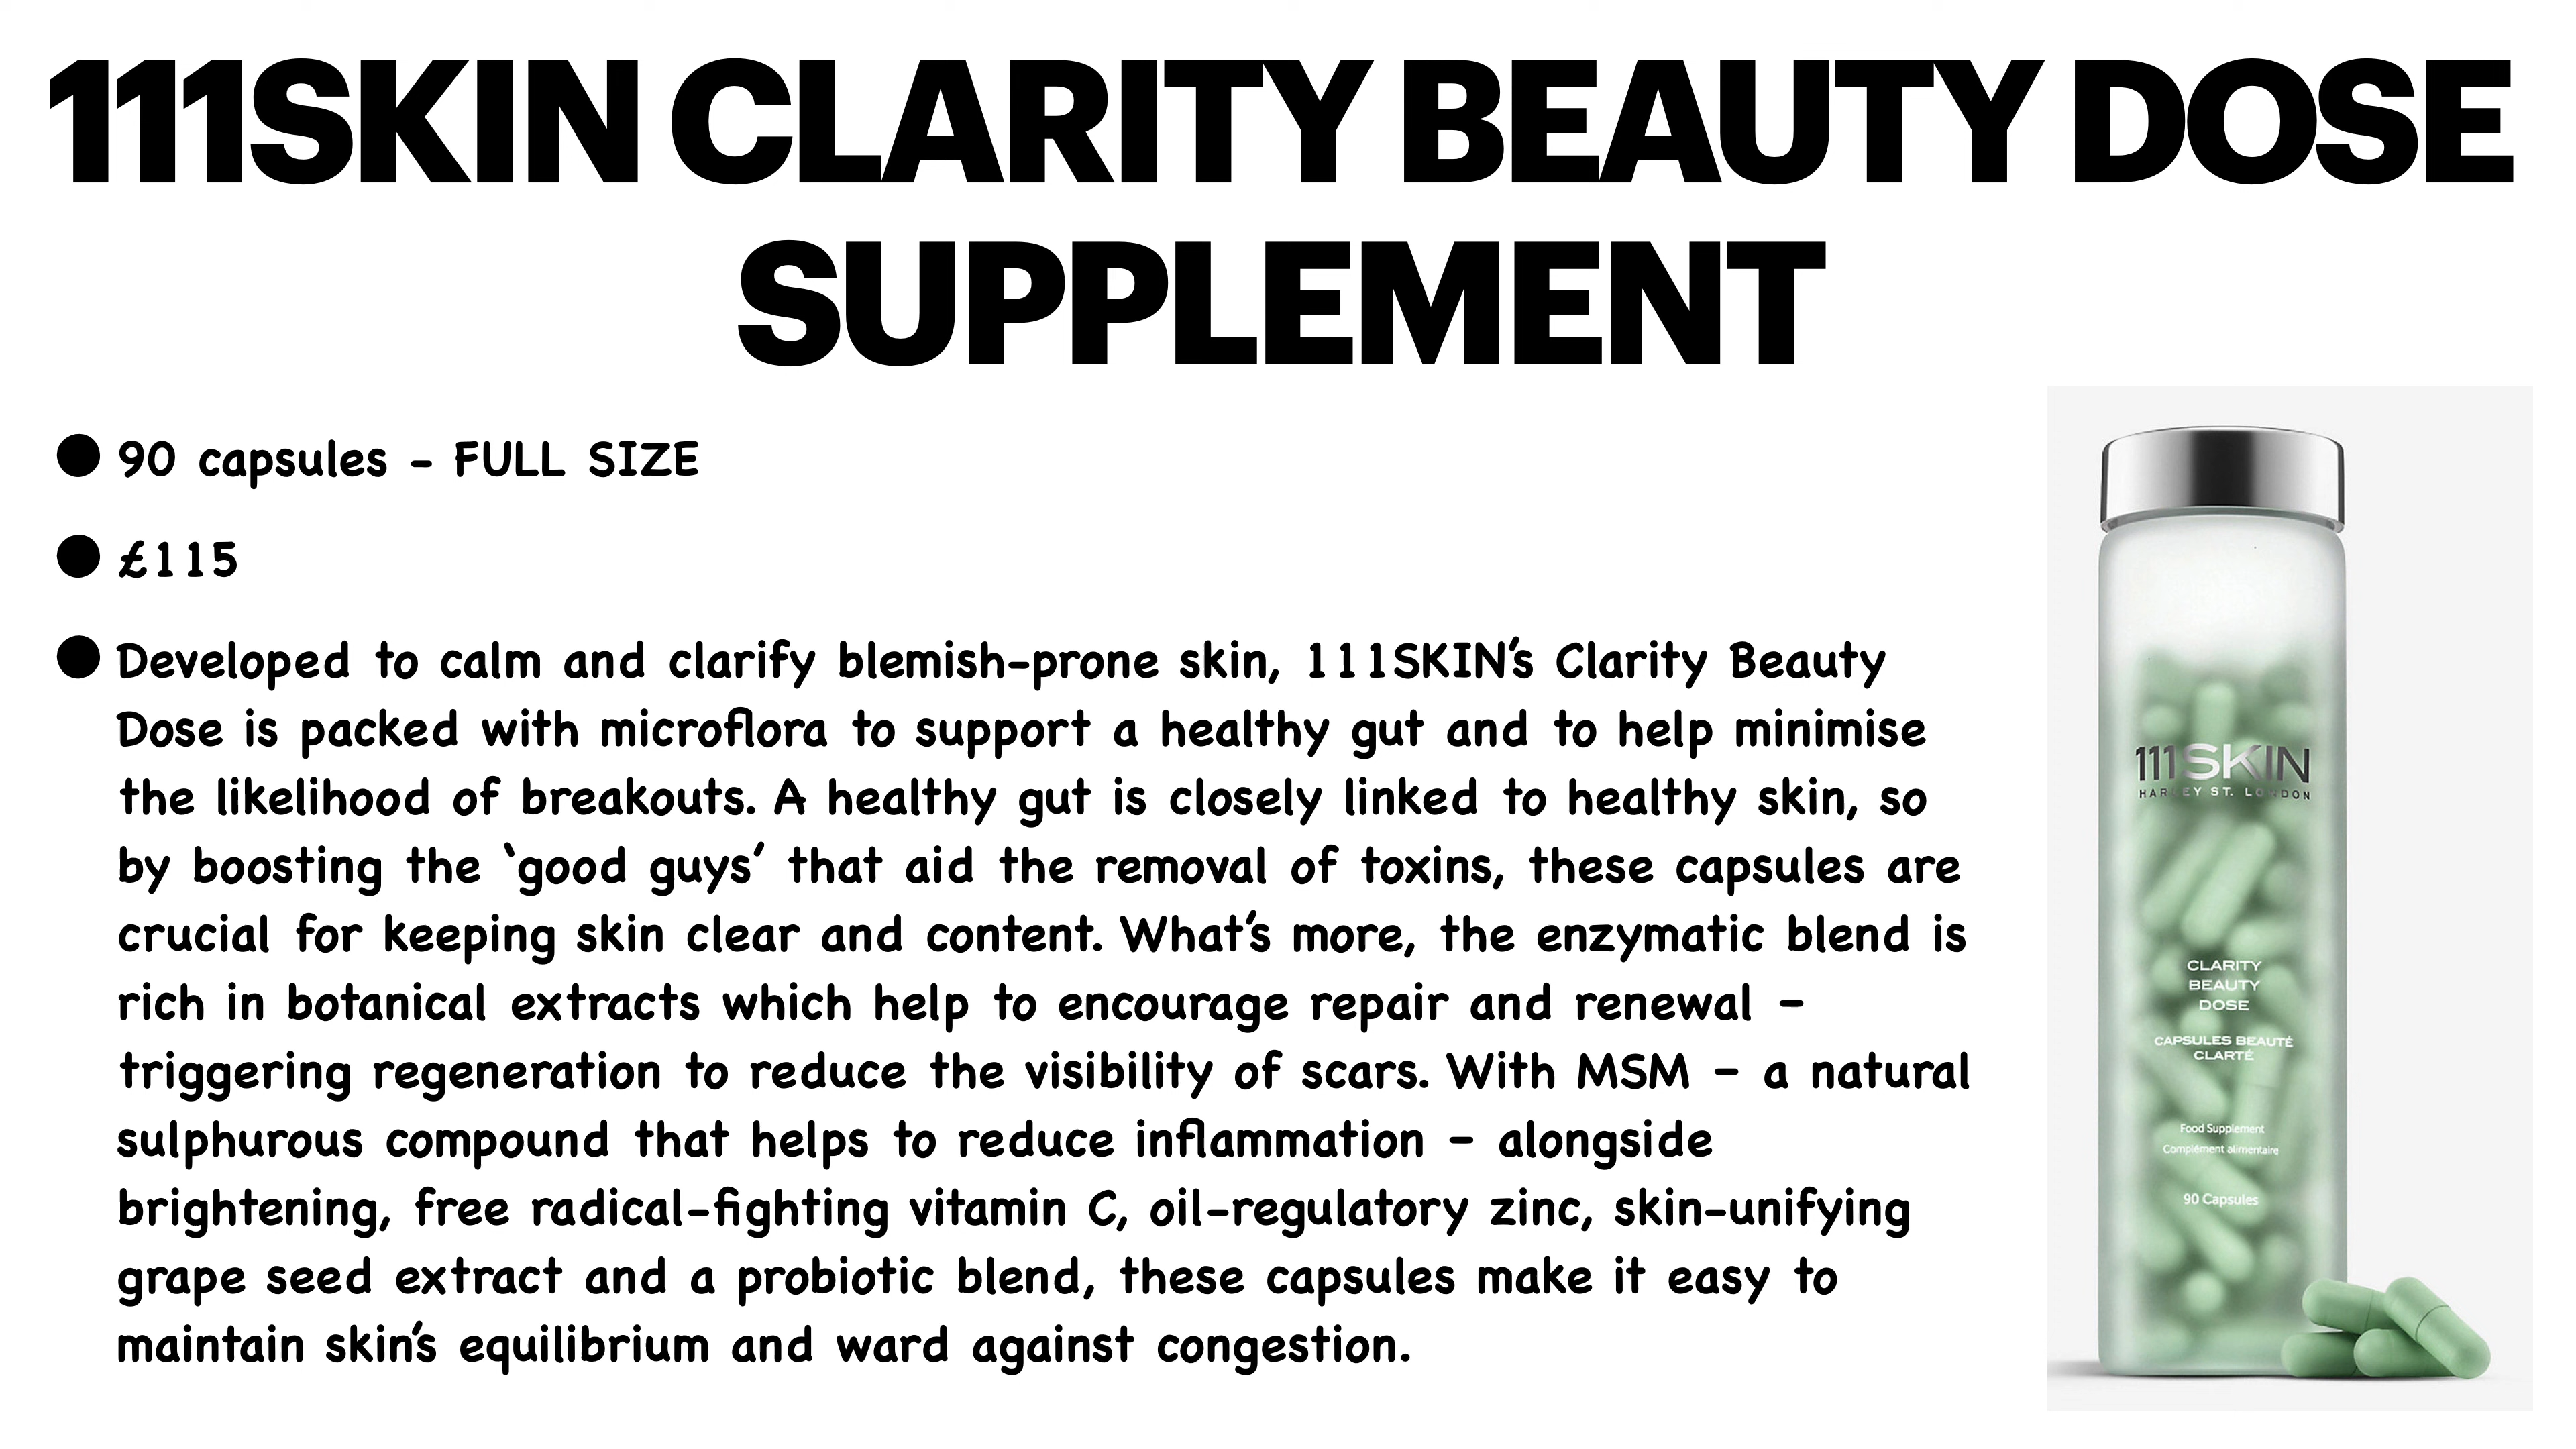 111SKIN CLARITY BEAUTY DOSE
SUPPLEMENT
● 90 capsules – FULL SIZE
● £115
● Developed to calm and clarify blemish-prone skin, 111SKIN’s Clarity Beauty
Dose is packed with microflora to support a healthy gut and to help minimise
the likelihood of breakouts. A healthy gut is closely linked to healthy skin, so
by boosting the ‘good guys’ that aid the removal of toxins, these capsules are
crucial for keeping skin clear and content. What’s more, the enzymatic blend is
rich in botanical extracts which help to encourage repair and renewal –
triggering regeneration to reduce the visibility of scars. With MSM – a natural
sulphurous compound that helps to reduce inflammation – alongside
brightening, free radical-fighting vitamin C, oil-regulatory zinc, skin-unifying
grape seed extract and a probiotic blend, these capsules make it easy to
maintain skin’s equilibrium and ward against congestion.
111SKIN
HARLEY ST. LONDON
CLARITY
BEAUTY
DOSE
CAPSULES BEAUTÉ
CLARTÉ
Food Supplement
Complément alimentaire
90 Capsules